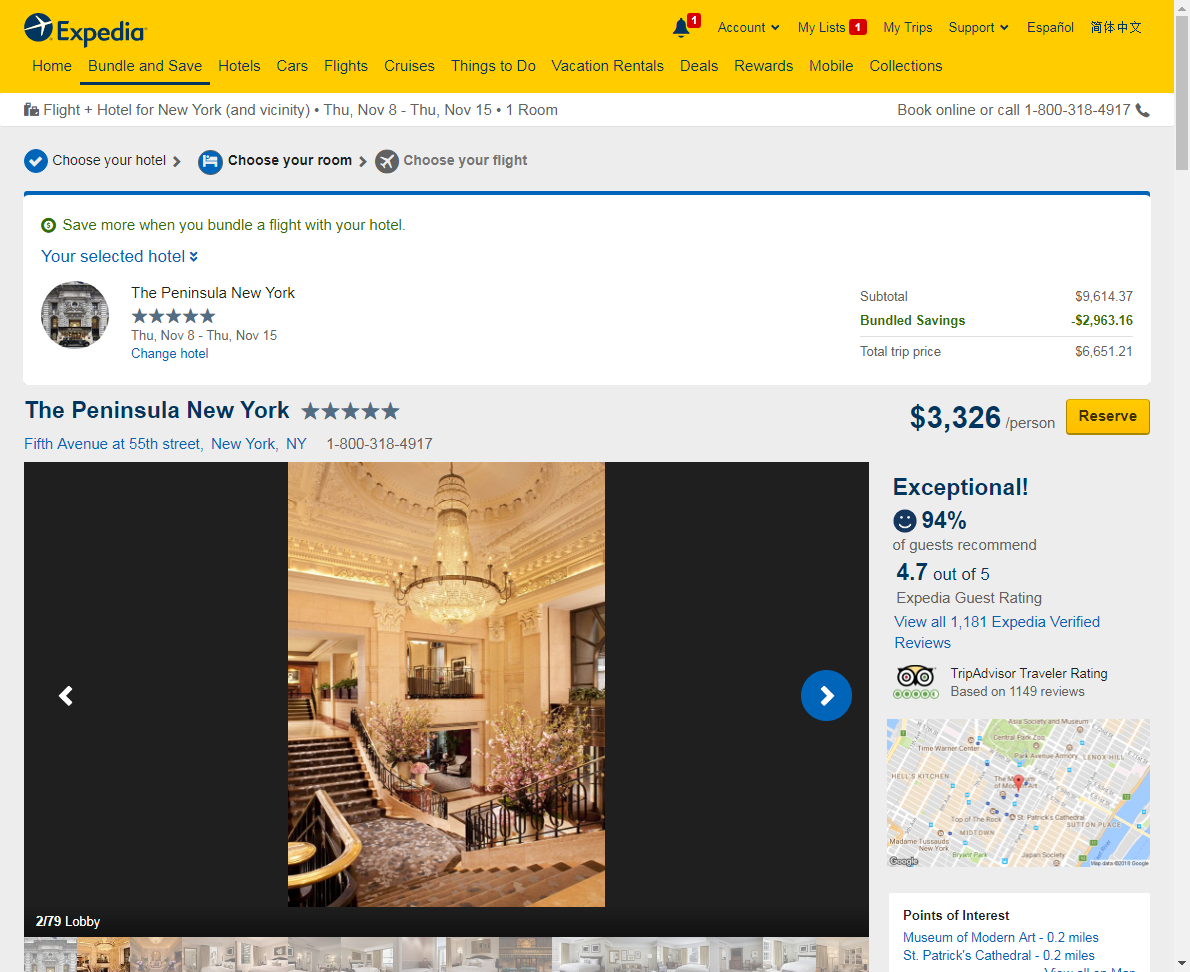 Expedia
1
Account
My Lists 1
My Trips
Support
Español
简体中文
Home
Bundle and Save
Hotels
Cars
Flights
Cruises
Things to Do
Vacation Rentals
Deals
Rewards
Mobile
Collections
Flight + Hotel for New York (and vicinity) • Thu, Nov 8 - Thu, Nov 15 • 1 Room
Book online or call 1-800-318-4917
Choose your hotel
Choose your room
Choose your flight
Save more when you bundle a flight with your hotel.
Your selected hotel
The Peninsula New York
Thu, Nov 8 - Thu, Nov 15
Change hotel
Subtotal $9,614.37
Bundled Savings -$2,963.16
Total trip price $6,651.21
The Peninsula New York
$3,326 /person
Reserve
Fifth Avenue at 55th street, New York, NY 1-800-318-4917
2/79 Lobby
Exceptional!
94%
of guests recommend
4.7 out of 5
Expedia Guest Rating
View all 1,181 Expedia Verified
Reviews
TripAdvisor Traveler Rating
Based on 1149 reviews
Asia Society and Museum
Central Park Zoo
Time Warner Center
Park Avenue Armory
LENOX HILL
HELL'S KITCHEN
The Museum
of Modern Art
Top of The Rock
St. Patrick's Cathedral
SUTTON PLACE
MIDTOWN
Madame Tussauds
New York
Bryant Park
Japan Society
Google
Map data ©2018 Google
Points of Interest
Museum of Modern Art - 0.2 miles
St. Patrick's Cathedral - 0.2 miles
View all on Map